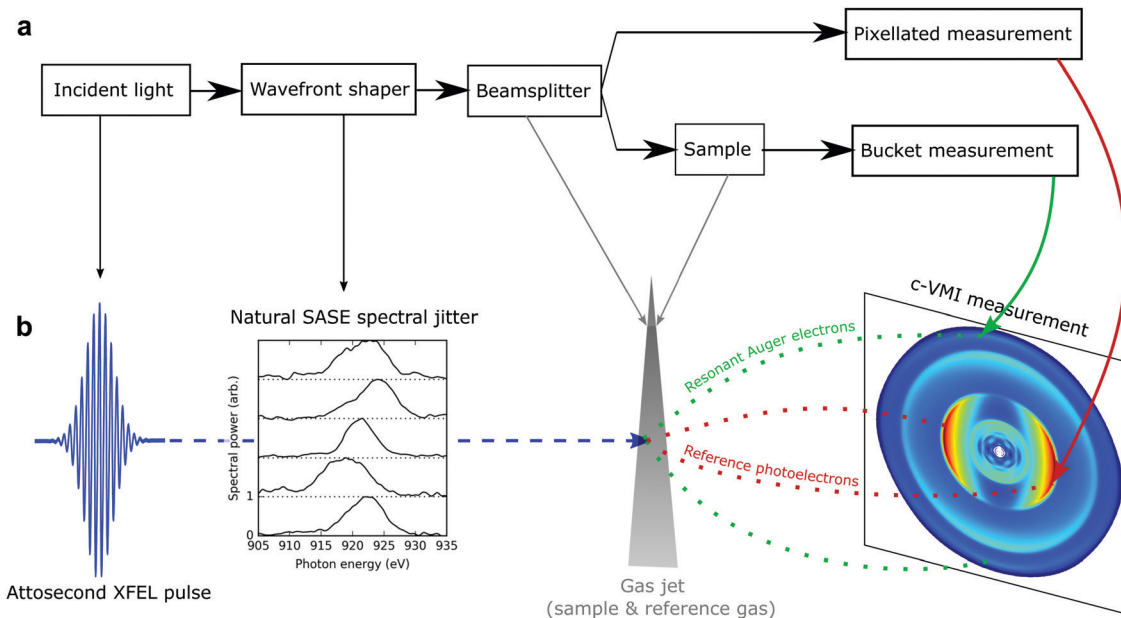 a
Pixellated measurement
Incident light
Wavefront shaper
Beamsplitter
Sample
Bucket measurement
b
Natural SASE spectral jitter
c-VMI measurement
Resonant Auger electrons
Reference photoelectrons
Spectral power (arb.)
1
0
905 910 915 920 923 930 935
Photon energy (eV)
Attosecond XFEL pulse
Gas jet
(sample & reference gas)